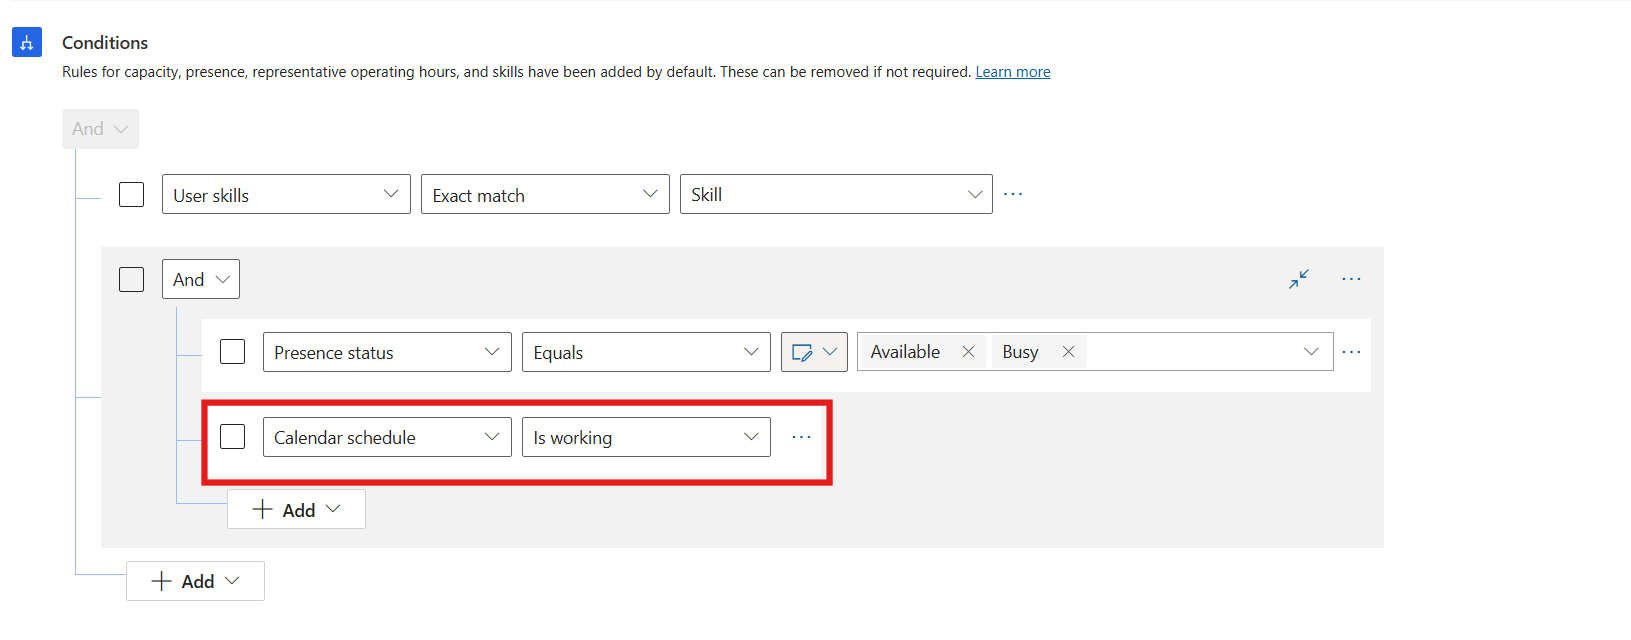 Conditions
Rules for capacity, presence, representative operating hours, and skills have been added by default. These can be removed if not required. Learn more
And
User skills Exact match Skill
And
Presence status Equals Available Busy
Calendar schedule Is working
Add
Add